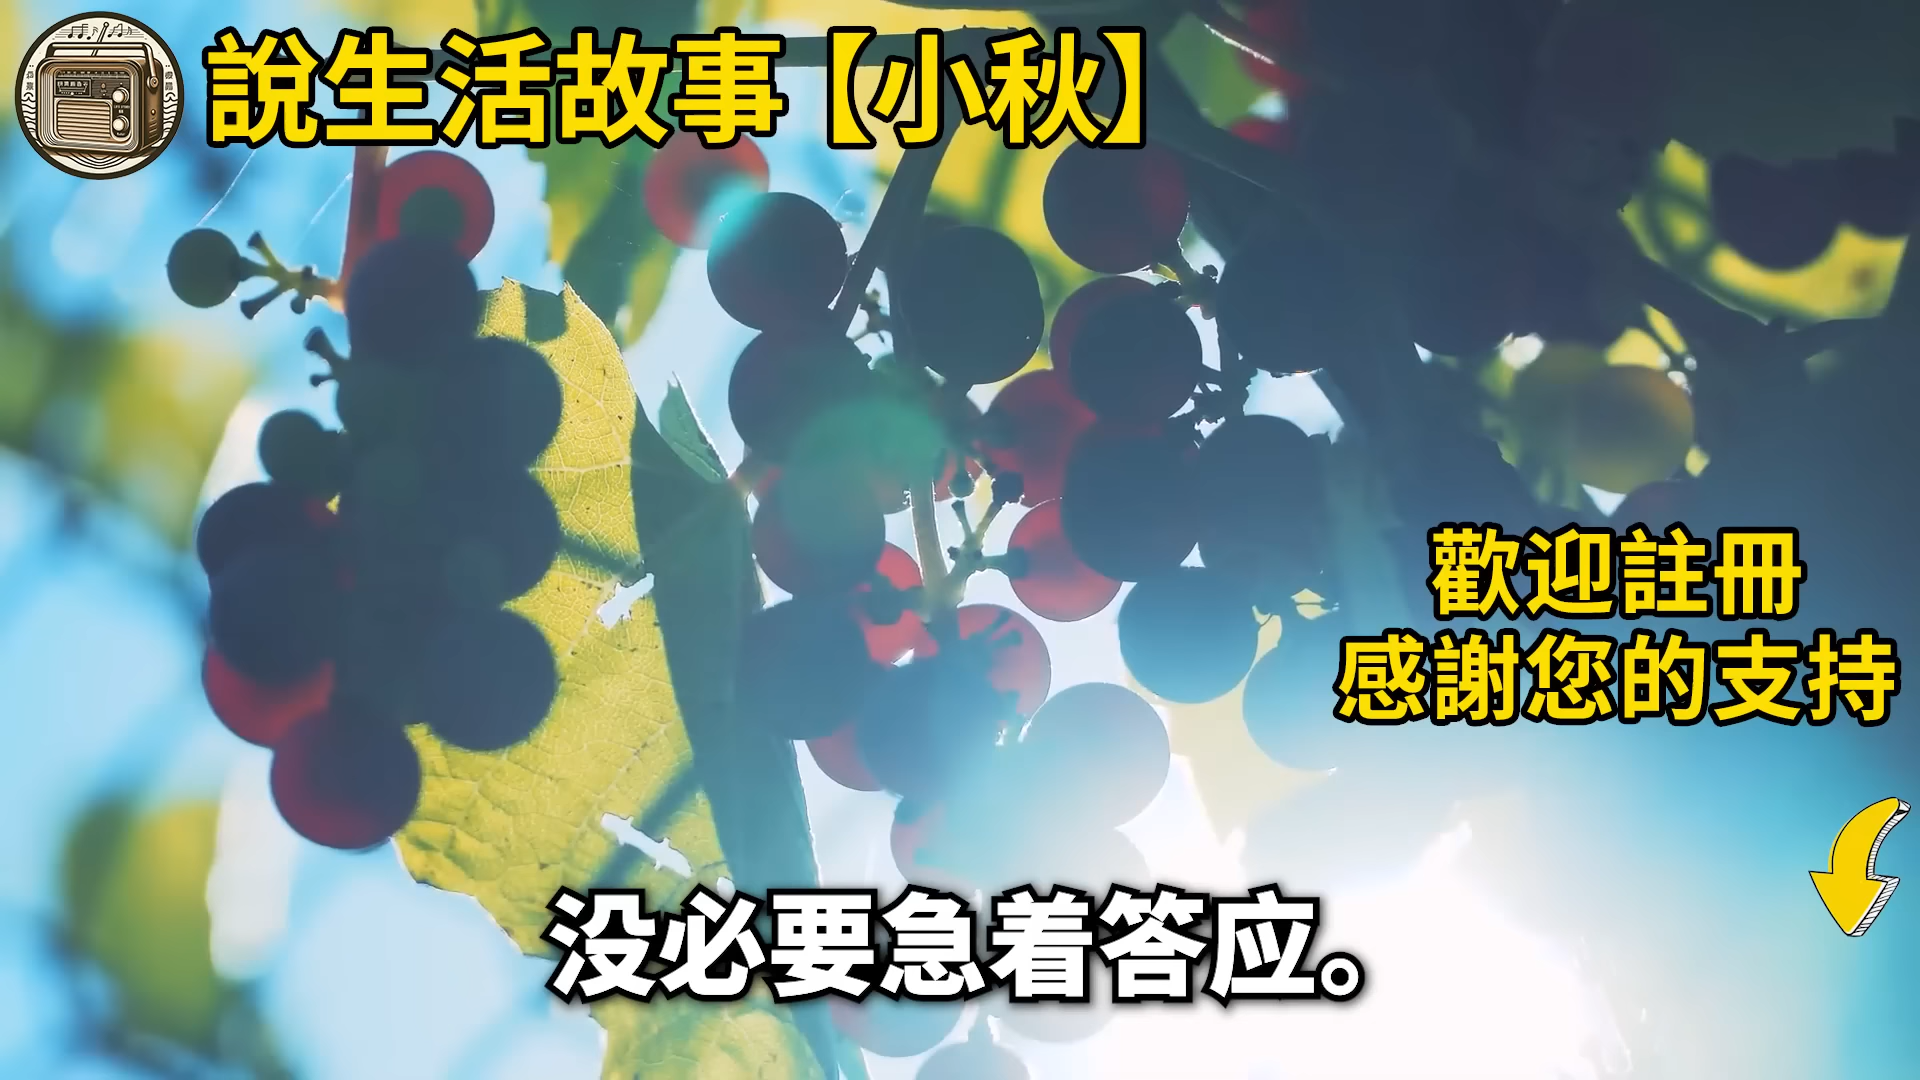 說生活故事【小秋】
歡迎註冊
感謝您的支持
没必要急着答应。